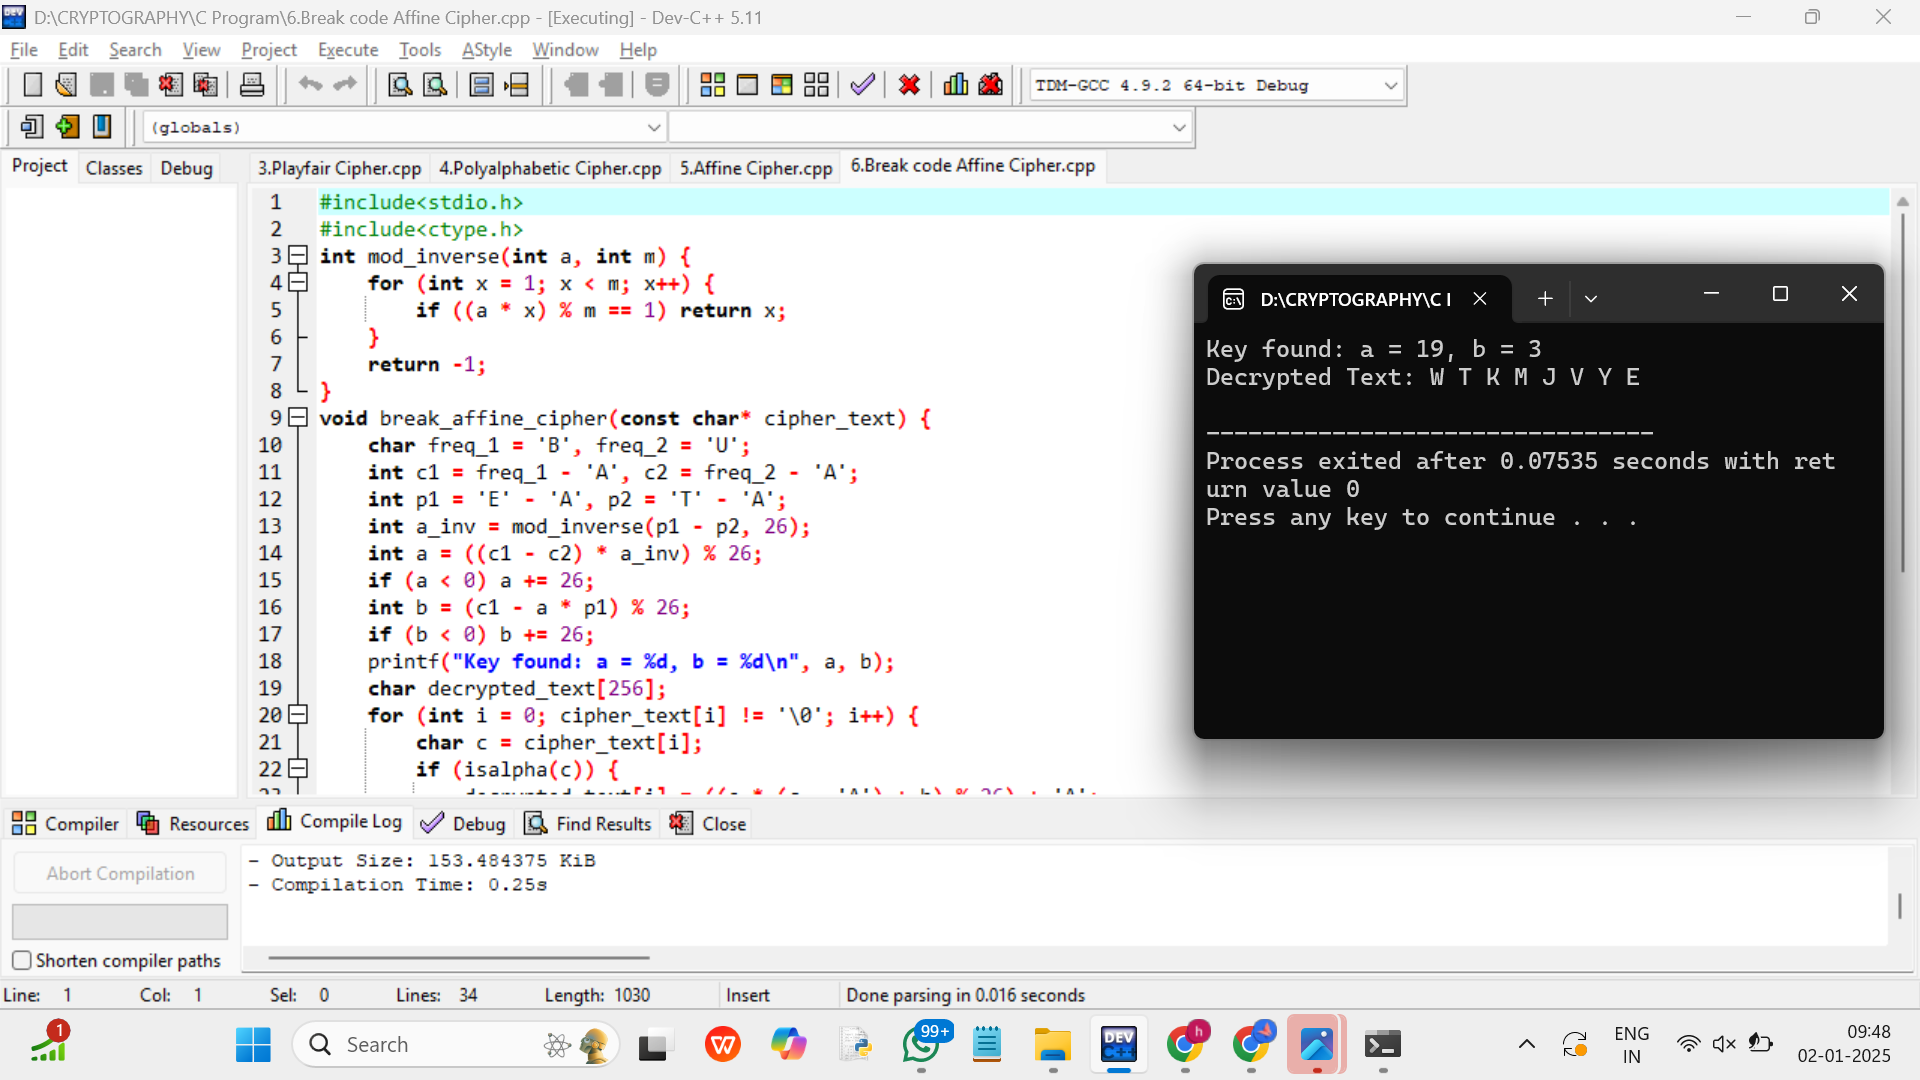 D:\CRYPTOGRAPHY\C Program\6.Break code Affine Cipher.cpp - [Executing] - Dev-C++ 5.11
File Edit Search View Project Execute Tools AStyle Window Help
TDM-GCC 4.9.2 64-bit Debug
(globals)
Project Classes Debug
3.Playfair Cipher.cpp 4.Polyalphabetic Cipher.cpp 5.Affine Cipher.cpp 6.Break code Affine Cipher.cpp
1 #include<stdio.h>
2 #include<ctype.h>
3 int mod_inverse(int a, int m) {
4 for (int x = 1; x < m; x++) {
5 if ((a * x) % m == 1) return x;
6 }
7 return -1;
8 }
9 void break_affine_cipher(const char* cipher_text) {
10 char freq_1 = 'B', freq_2 = 'U';
11 int c1 = freq_1 - 'A', c2 = freq_2 - 'A';
12 int p1 = 'E' - 'A', p2 = 'T' - 'A';
13 int a_inv = mod_inverse(p1 - p2, 26);
14 int a = ((c1 - c2) * a_inv) % 26;
15 if (a < 0) a += 26;
16 int b = (c1 - a * p1) % 26;
17 if (b < 0) b += 26;
18 printf("Key found: a = %d, b = %d\n", a, b);
19 char decrypted_text[256];
20 for (int i = 0; cipher_text[i] != '\0'; i++) {
21 char c = cipher_text[i];
22 if (isalpha(c)) {
D:\CRYPTOGRAPHY\C
Key found: a = 19, b = 3
Decrypted Text: W T K M J V Y E
--------------------------------
Process exited after 0.07535 seconds with ret
urn value 0
Press any key to continue . . .
Compiler Resources Compile Log Debug Find Results Close
Abort Compilation
Shorten compiler paths
- Output Size: 153.484375 KiB
- Compilation Time: 0.25s
Line: 1 Col: 1 Sel: 0 Lines: 34 Length: 1030 Insert Done parsing in 0.016 seconds
1
Search
W
99+
DEV
C++
h
ENG
IN
09:48
02-01-2025